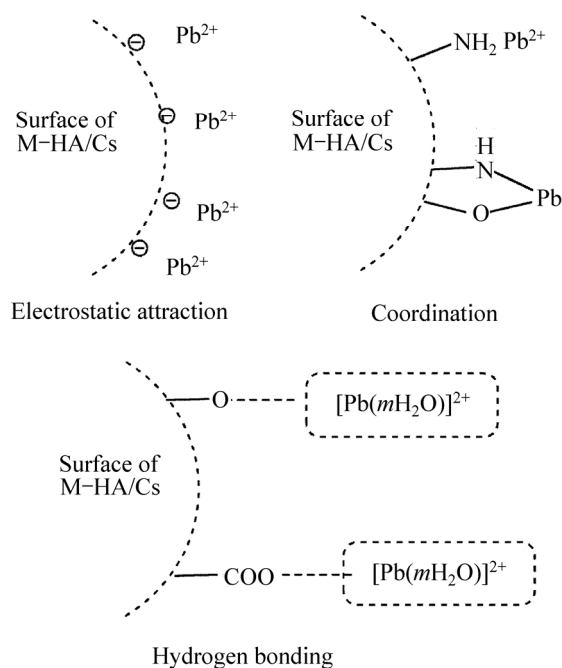 ⊖ Pb²⁺
Surface of
M−HA/Cs
⊖ Pb²⁺
⊖ Pb²⁺
⊖ Pb²⁺
Electrostatic attraction
NH₂ Pb²⁺
Surface of
M−HA/Cs
H
N
Pb
O
Coordination
O
[Pb(mH₂O)]²⁺
Surface of
M−HA/Cs
COO
[Pb(mH₂O)]²⁺
Hydrogen bonding